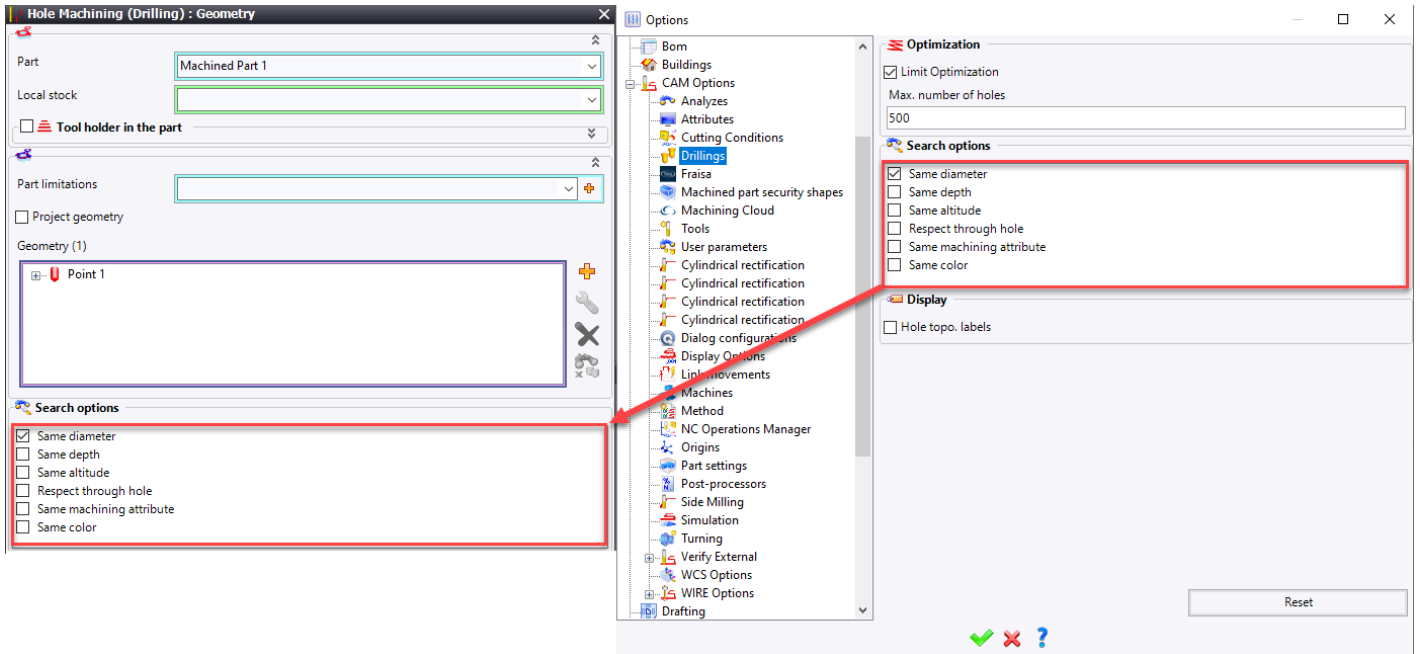 Hole Machining (Drilling) : Geometry
Part
Machined Part 1
Local stock
Tool holder in the part
Part limitations
Project geometry
Geometry (1)
Point 1
Search options
Same diameter
Same depth
Same altitude
Respect through hole
Same machining attribute
Same color
Options
Bom
Buildings
CAM Options
Analyzes
Attributes
Cutting Conditions
Drillings
Fraisa
Machined part security shapes
Machining Cloud
Tools
User parameters
Cylindrical rectification
Cylindrical rectification
Cylindrical rectification
Cylindrical rectification
Dialog configurations
Display Options
Link movements
Machines
Method
NC Operations Manager
Origins
Part settings
Post-processors
Side Milling
Simulation
Turning
Verify External
WCS Options
WIRE Options
Drafting
Optimization
Limit Optimization
Max. number of holes
500
Search options
Same diameter
Same depth
Same altitude
Respect through hole
Same machining attribute
Same color
Display
Hole topo. labels
Reset